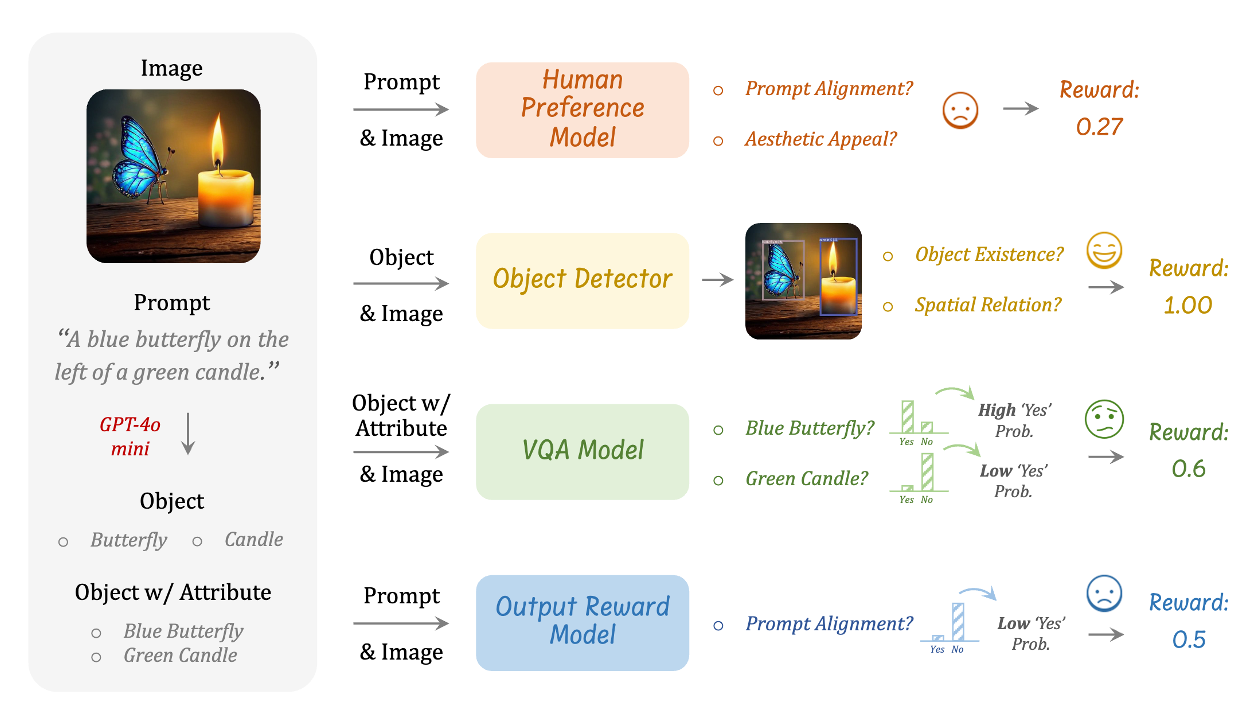 Image
Prompt
“A blue butterfly on the
left of a green candle.”
GPT-4o
mini
Object
Butterfly
Candle
Object w/ Attribute
Blue Butterfly
Green Candle
Prompt
& Image
Human
Preference
Model
Prompt Alignment?
Aesthetic Appeal?
Reward:
0.27
Object
& Image
Object Detector
Object Existence?
Spatial Relation?
Reward:
1.00
Object w/
Attribute
& Image
VQA Model
Blue Butterfly?
Yes No
High ‘Yes’
Prob.
Green Candle?
Yes No
Low ‘Yes’
Prob.
Reward:
0.6
Prompt
& Image
Output Reward
Model
Prompt Alignment?
Yes No
Low ‘Yes’
Prob.
Reward:
0.5